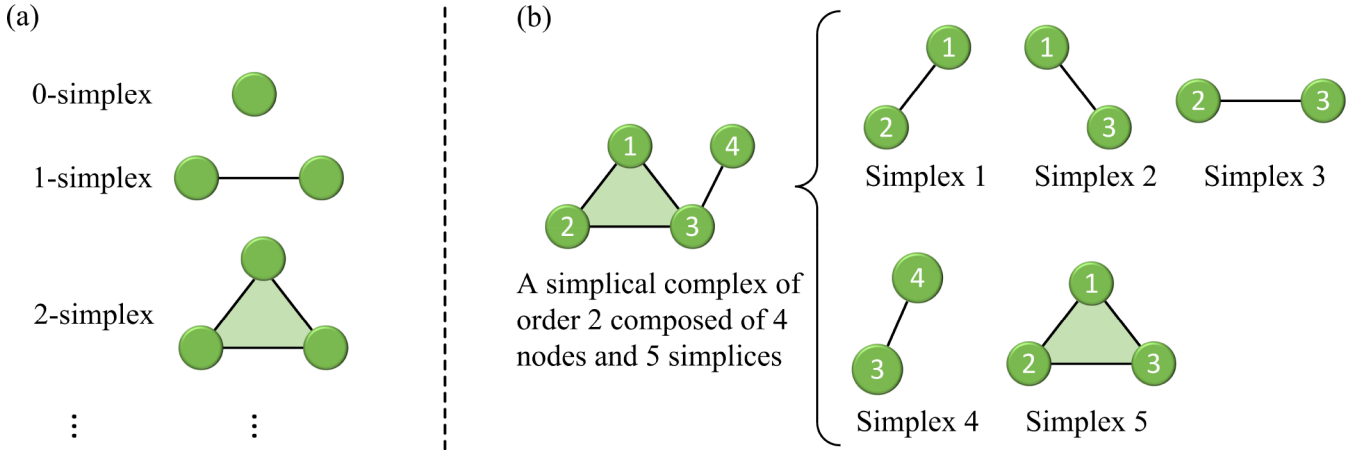 (a)
0-simplex
1-simplex
2-simplex
⋮ ⋮
(b)
1
4
2
3
A simplical complex of
order 2 composed of 4
nodes and 5 simplices
1
2
Simplex 1
1
3
Simplex 2
2 3
Simplex 3
4
3
Simplex 4
1
2 3
Simplex 5